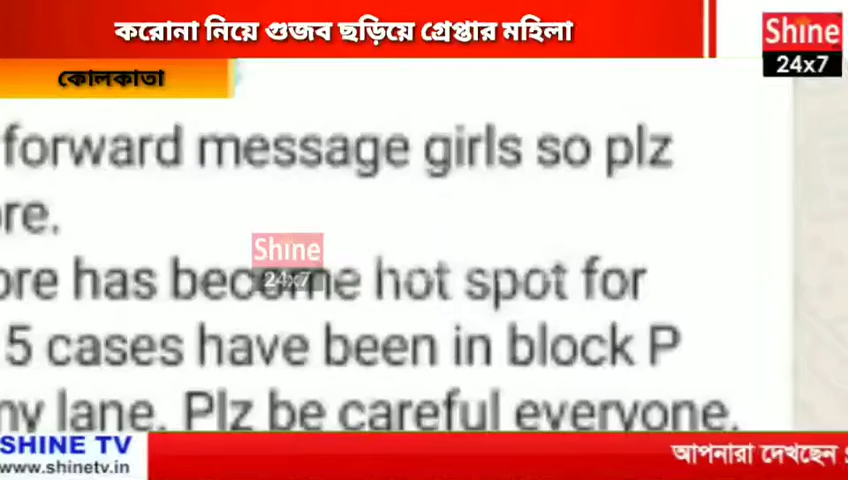 করোনা নিয়ে গুজব ছড়িয়ে গ্রেপ্তার মহিলা
Shine
24x7
কোলকাতা
forward message girls so plz
ore.
Shine
24x7
ore has become hot spot for
5 cases have been in block P
ny lane. Plz be careful everyone.
SHINE TV
www.shinetv.in
আপনারা দেখছেন